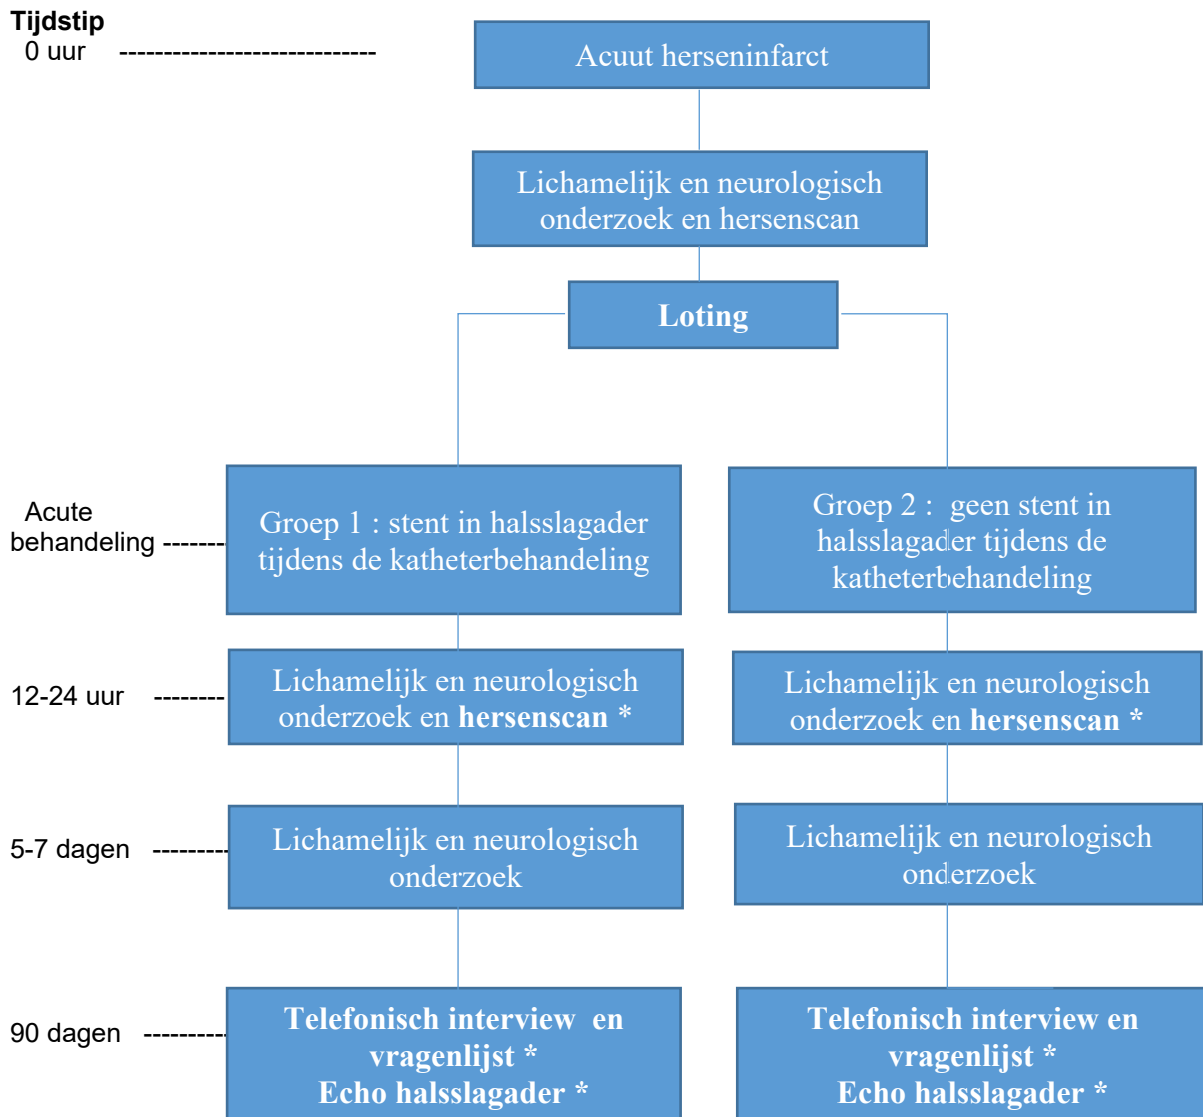 Tijdstip
0 uur ----------------------------
Acuut herseninfarct
Lichamelijk en neurologisch
onderzoek en hersenscan
Loting
Acute
behandeling -------
Groep 1 : stent in halsslagader
tijdens de katheterbehandeling
Groep 2 :  geen stent in
halsslagader tijdens de
katheterbehandeling
12-24 uur --------
Lichamelijk en neurologisch
onderzoek en hersenscan *
Lichamelijk en neurologisch
onderzoek en hersenscan *
5-7 dagen --------
Lichamelijk en neurologisch
onderzoek
Lichamelijk en neurologisch
onderzoek
90 dagen ---------
Telefonisch interview  en
vragenlijst *
Echo halsslagader *
Telefonisch interview en
vragenlijst *
Echo halsslagader *